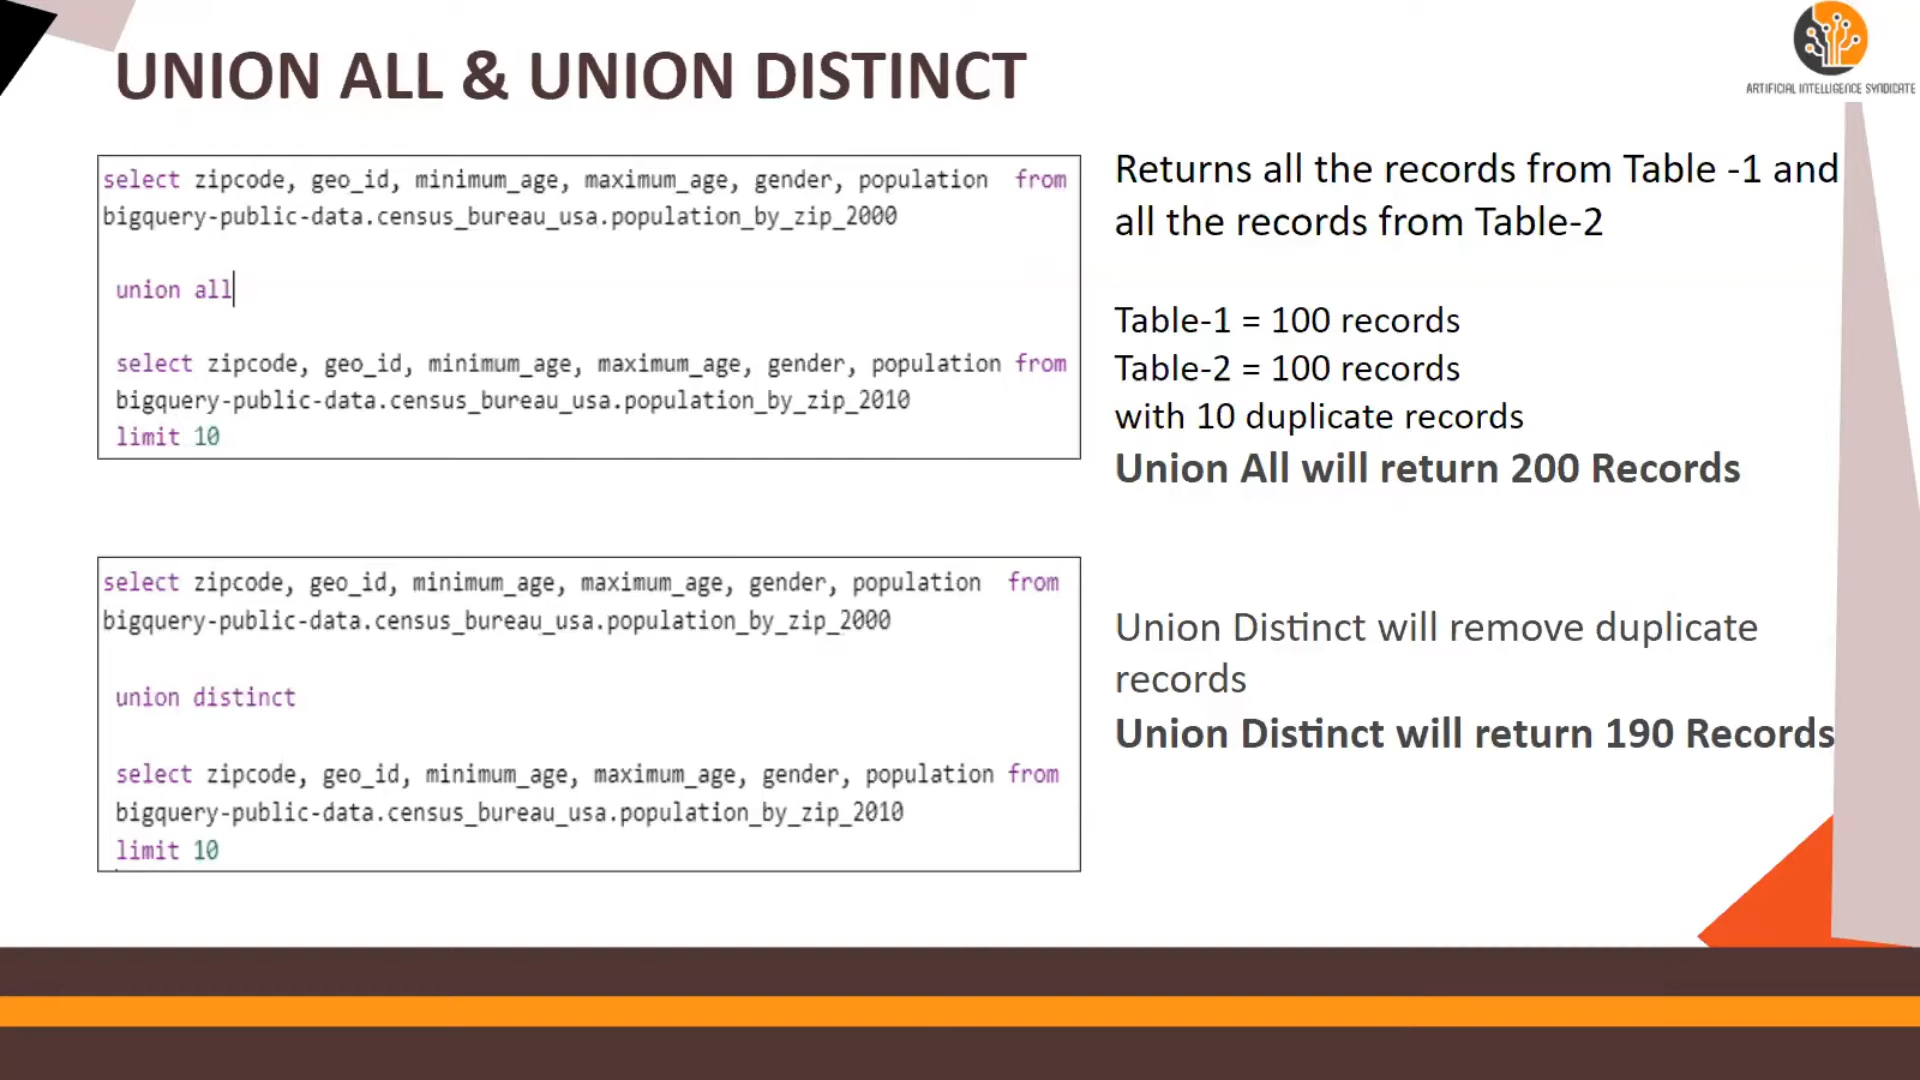 UNION ALL & UNION DISTINCT
ARTIFICIAL INTELLIGENCE SYNDICATE
select zipcode, geo_id, minimum_age, maximum_age, gender, population from
bigquery-public-data.census_bureau_usa.population_by_zip_2000
union all
select zipcode, geo_id, minimum_age, maximum_age, gender, population from
bigquery-public-data.census_bureau_usa.population_by_zip_2010
limit 10
Returns all the records from Table -1 and
all the records from Table-2
Table-1 = 100 records
Table-2 = 100 records
with 10 duplicate records
Union All will return 200 Records
select zipcode, geo_id, minimum_age, maximum_age, gender, population from
bigquery-public-data.census_bureau_usa.population_by_zip_2000
union distinct
select zipcode, geo_id, minimum_age, maximum_age, gender, population from
bigquery-public-data.census_bureau_usa.population_by_zip_2010
limit 10
Union Distinct will remove duplicate
records
Union Distinct will return 190 Records